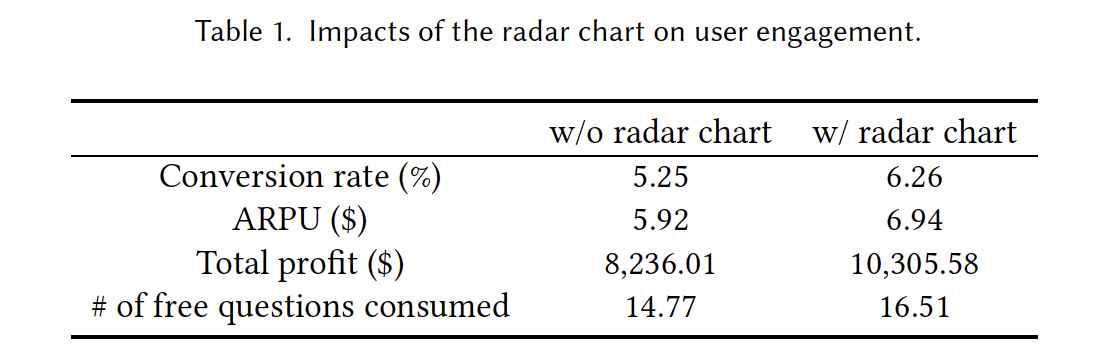 Table 1. Impacts of the radar chart on user engagement.
w/o radar chart w/ radar chart
Conversion rate (%) 5.25 6.26
ARPU ($) 5.92 6.94
Total profit ($) 8,236.01 10,305.58
# of free questions consumed 14.77 16.51